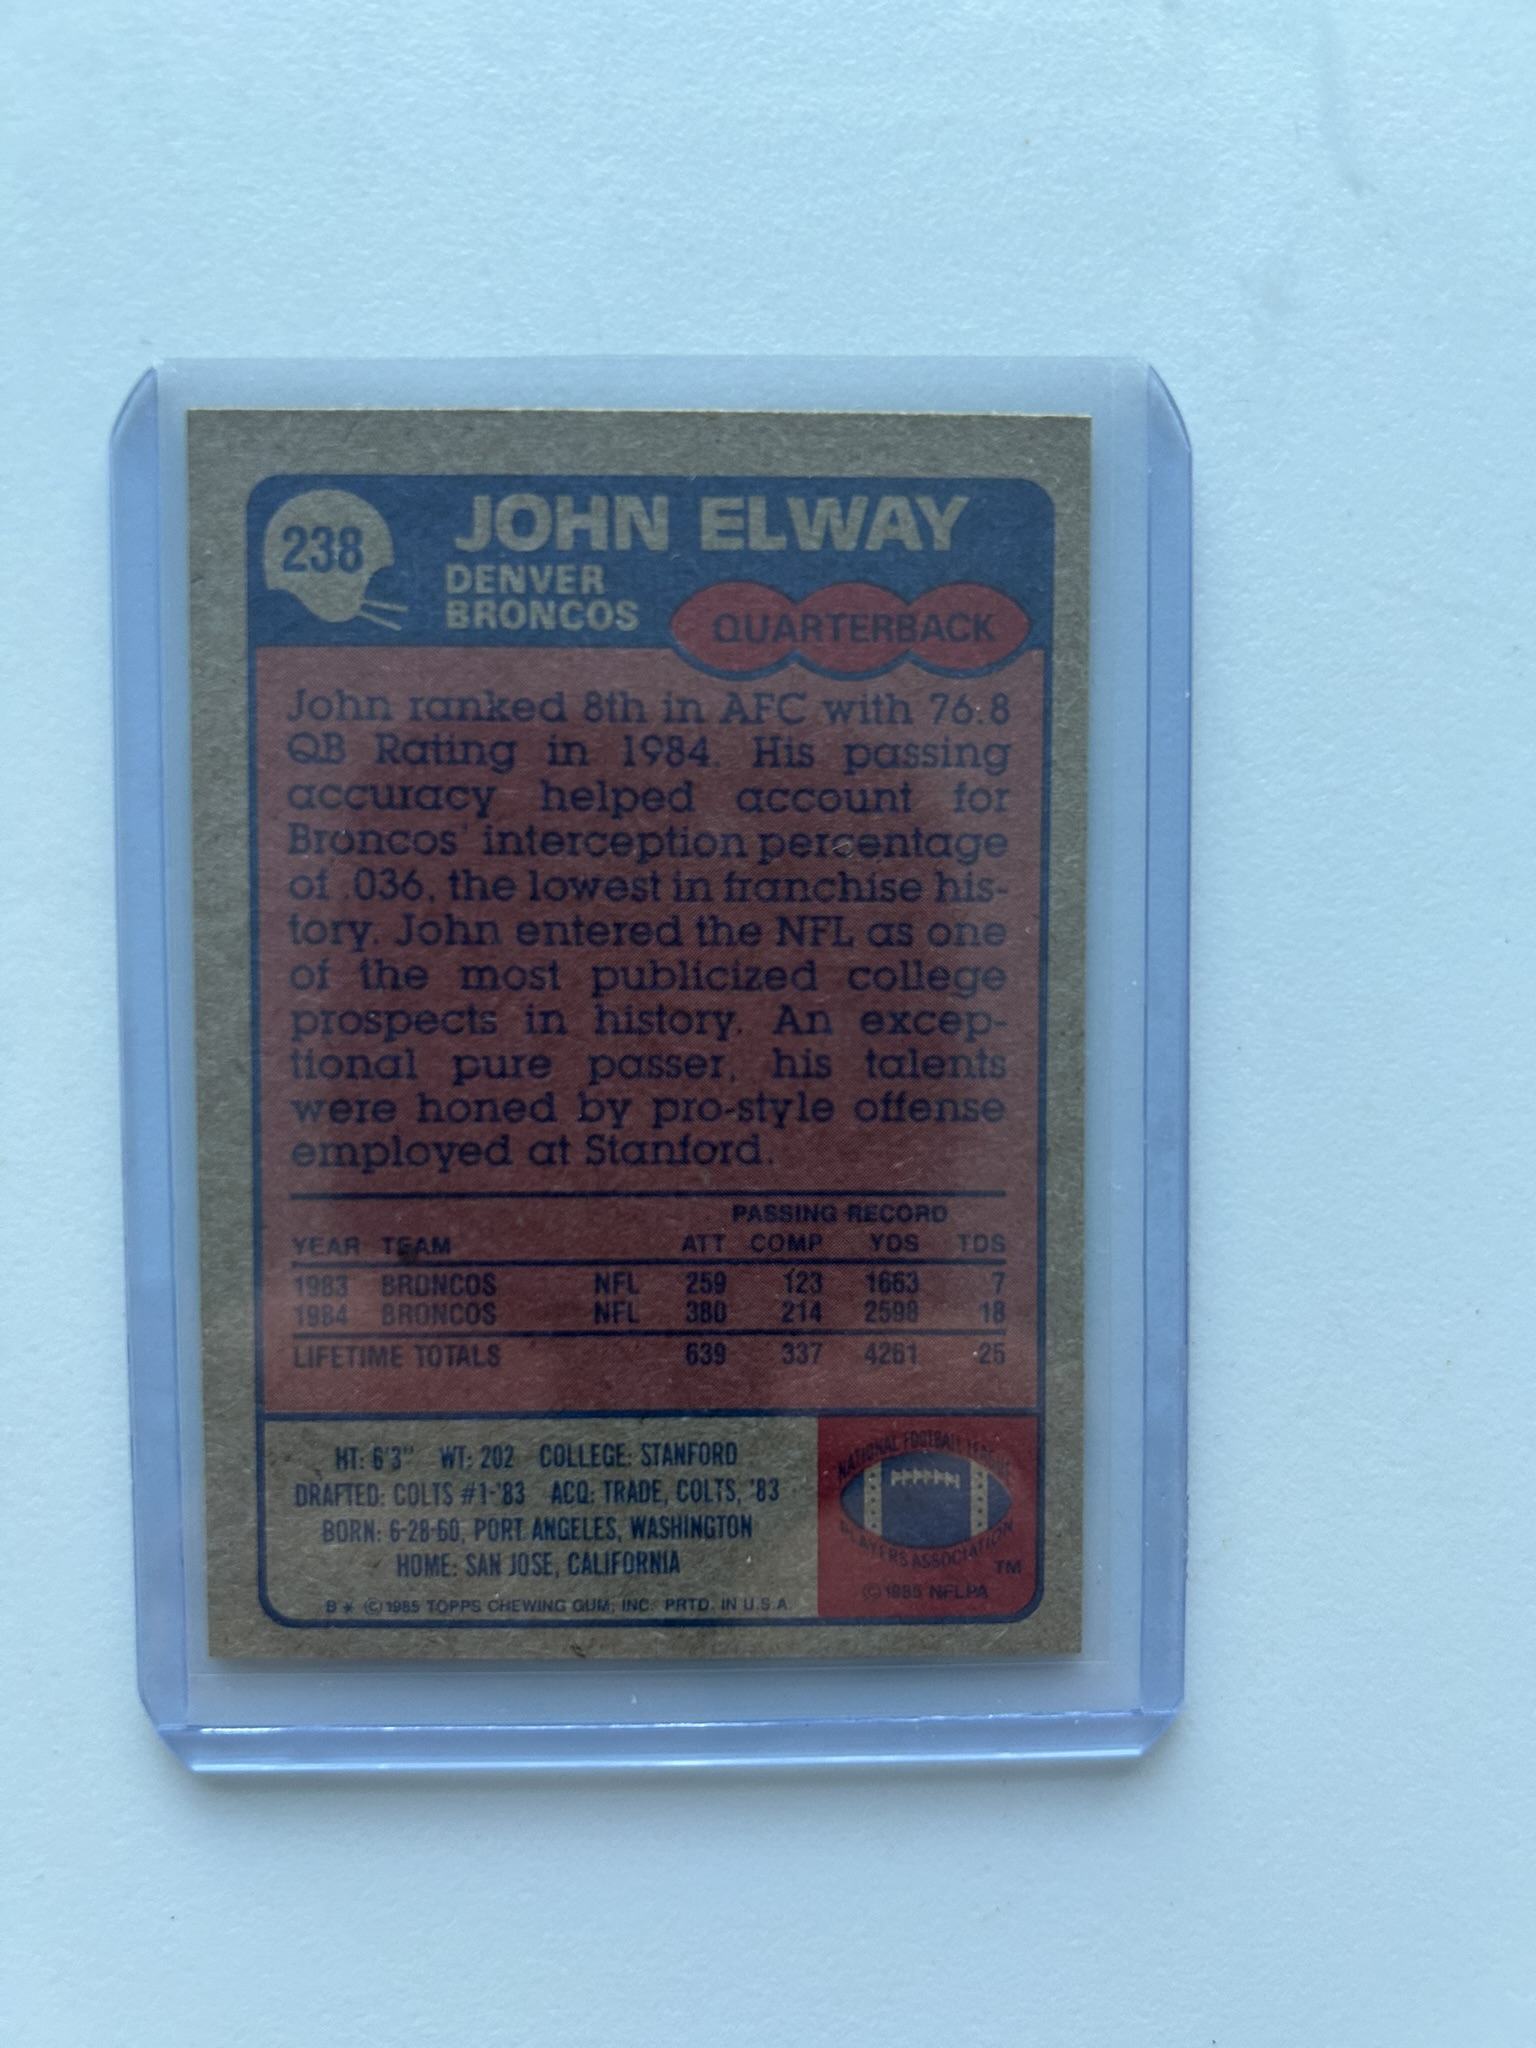 238
JOHN ELWAY
DENVER
BRONCOS
QUARTERBACK
John ranked 8th in AFC with 76.8
QB Rating in 1984. His passing
accuracy helped account for
Broncos' interception percentage
of .036, the lowest in franchise his-
tory. John entered the NFL as one
of the most publicized college
prospects in history. An excep-
tional pure passer, his talents
were honed by pro-style offense
employed at Stanford.
PASSING RECORD
YEAR TEAM ATT COMP YDS TDS
1983 BRONCOS NFL 259 123 1663 7
1984 BRONCOS NFL 380 214 2598 18
LIFETIME TOTALS 639 337 4261 25
HT: 6'3" WT: 202 COLLEGE: STANFORD
DRAFTED: COLTS #1-'83 ACQ: TRADE, COLTS, '83
BORN: 6-28-60, PORT ANGELES, WASHINGTON
HOME: SAN JOSE, CALIFORNIA
B* © 1985 TOPPS CHEWING GUM, INC. PRTD. IN U.S.A.
NATIONAL FOOTBALL LEAGUE
PLAYERS ASSOCIATION
TM
© 1985 NFLPA